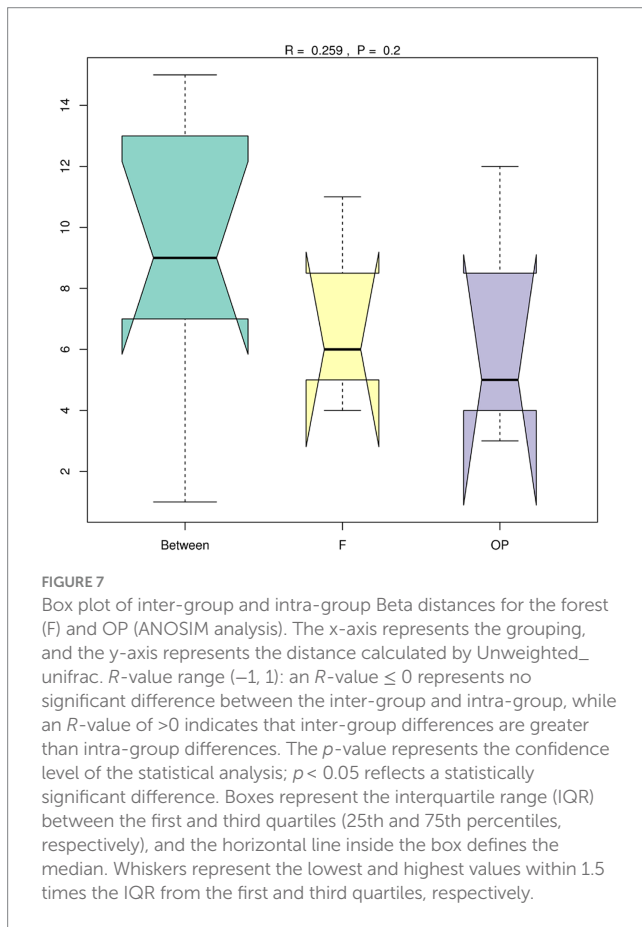 R = 0.259 , P = 0.2
14
12
10
8
6
4
2
Between F OP
FIGURE 7
Box plot of inter-group and intra-group Beta distances for the forest
(F) and OP (ANOSIM analysis). The x-axis represents the grouping,
and the y-axis represents the distance calculated by Unweighted_
unifrac. R-value range (−1, 1): an R-value ≤ 0 represents no
significant difference between the inter-group and intra-group, while
an R-value of >0 indicates that inter-group differences are greater
than intra-group differences. The p-value represents the confidence
level of the statistical analysis; p < 0.05 reflects a statistically
significant difference. Boxes represent the interquartile range (IQR)
between the first and third quartiles (25th and 75th percentiles,
respectively), and the horizontal line inside the box defines the
median. Whiskers represent the lowest and highest values within 1.5
times the IQR from the first and third quartiles, respectively.